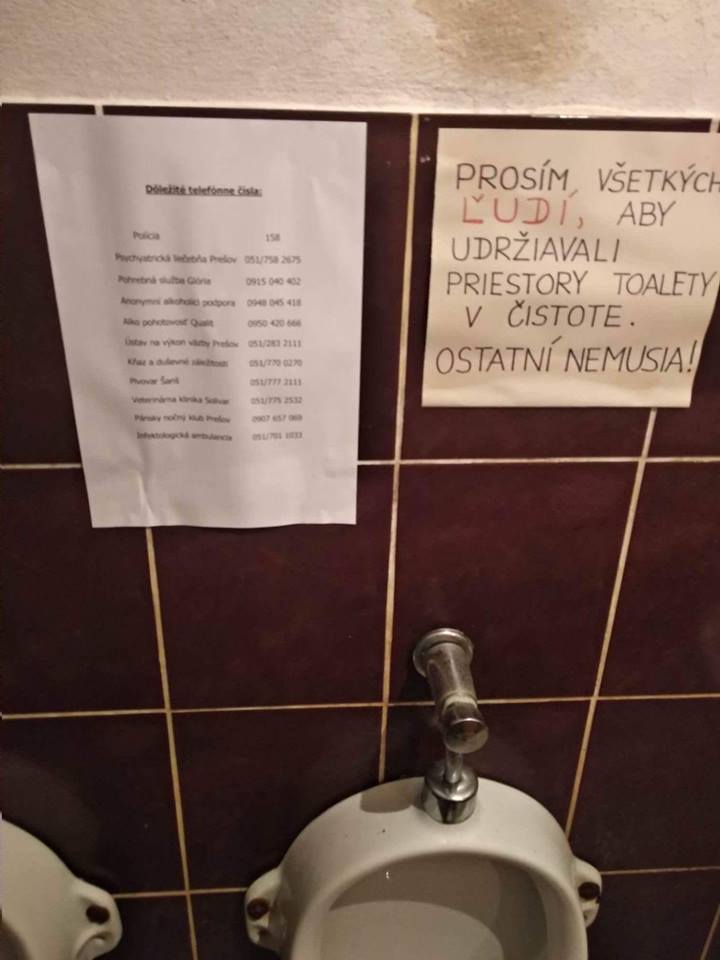 Dôležité telefónne čísla:
Polícia 158
Psychyatrická liečebňa Prešov 051/758 2675
Pohrebná služba Glória 0915 040 402
Anonymní alkoholici podpora 0948 045 418
Alko pohotovosť Qualit 0950 420 666
Ústav na výkon väzby Prešov 051/283 2111
Kňaz a duševné záležitosti 051/770 0270
Pivovar Šariš 051/777 2111
Veterinárna klinika Solivar 051/775 2532
Pánsky nočný klub Prešov 0907 657 069
Infyktologická ambulancia 051/701 1033
PROSÍM, VŠETKÝCH
ĽUDÍ, ABY
UDRŽIAVALI
PRIESTORY TOALETY
V ČISTOTE.
OSTATNÍ NEMUSIA!